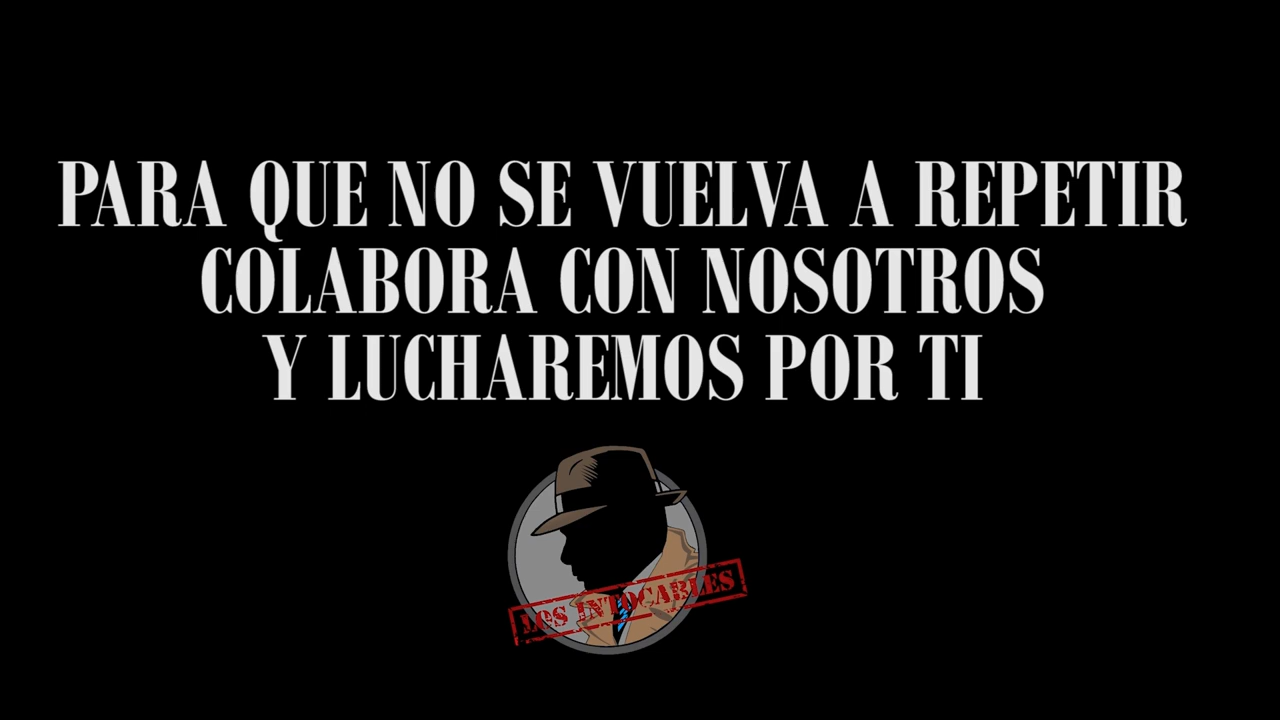 PARA QUE NO SE VUELVA A REPETIR
COLABORA CON NOSOTROS
Y LUCHAREMOS POR TI
LOS INTOCABLES